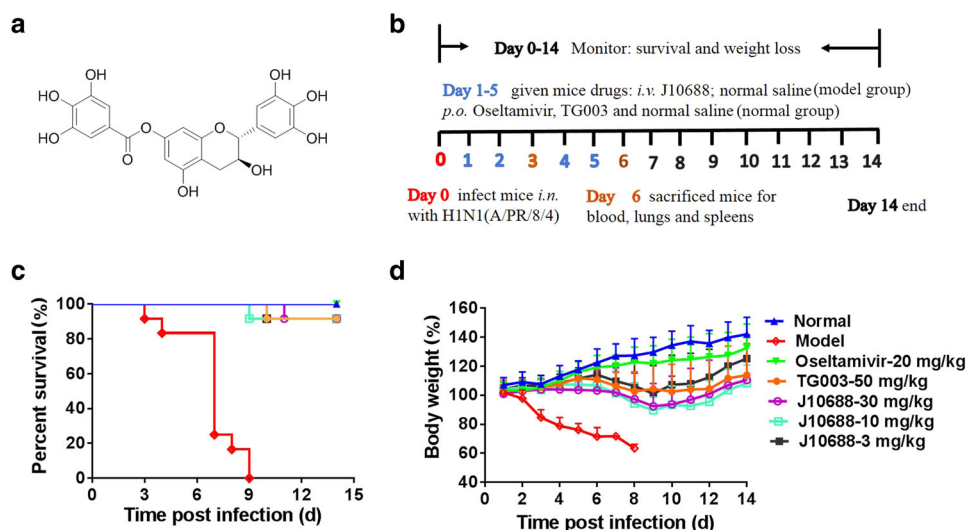 a
OH
HO
OH
HO
OH
HO
O
O
OH
O
OH
OH
b
Day 0-14 Monitor: survival and weight loss
Day 1-5 given mice drugs: i.v. J10688; normal saline (model group)
p.o. Oseltamivir, TG003 and normal saline (normal group)
0 1 2 3 4 5 6 7 8 9 10 11 12 13 14
Day 0 infect mice i.n.
with H1N1(A/PR/8/4)
Day 6 sacrificed mice for
blood, lungs and spleens
Day 14 end
c
Percent survival (%)
100
80
60
40
20
0
0 3 6 9 12 15
Time post infection (d)
d
Body weight (%)
160
140
120
100
80
60
40
0 2 4 6 8 10 12 14
Time post infection (d)
Normal
Model
Oseltamivir-20 mg/kg
TG003-50 mg/kg
J10688-30 mg/kg
J10688-10 mg/kg
J10688-3 mg/kg